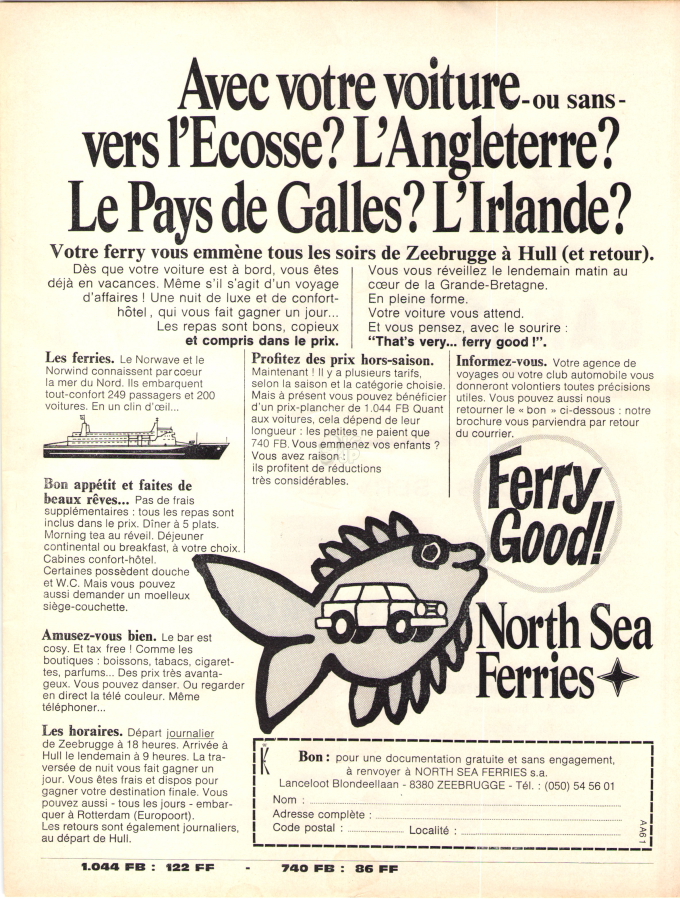 Avec votre voiture -ou sans-
vers l'Ecosse? L'Angleterre?
Le Pays de Galles? L'Irlande?
Votre ferry vous emmène tous les soirs de Zeebrugge à Hull (et retour).
Dès que votre voiture est à bord, vous êtes
déjà en vacances. Même s'il s'agit d'un voyage
d'affaires ! Une nuit de luxe et de confort-
hôtel, qui vous fait gagner un jour...
Les repas sont bons, copieux
et compris dans le prix.
Vous vous réveillez le lendemain matin au
cœur de la Grande-Bretagne.
En pleine forme.
Votre voiture vous attend.
Et vous pensez, avec le sourire :
"That's very... ferry good !".
Les ferries. Le Norwave et le
Norwind connaissent par cœur
la mer du Nord. Ils embarquent
tout-confort 249 passagers et 200
voitures. En un clin d'œil...
Bon appétit et faites de
beaux rêves... Pas de frais
supplémentaires : tous les repas sont
inclus dans le prix. Dîner à 5 plats.
Morning tea au réveil. Déjeuner
continental ou breakfast, à votre choix.
Cabines confort-hôtel.
Certaines possèdent douche
et W.C. Mais vous pouvez
aussi demander un moelleux
siège-couchette.
Amusez-vous bien. Le bar est
cosy. Et tax free ! Comme les
boutiques : boissons, tabacs, cigaret-
tes, parfums... Des prix très avanta-
geux. Vous pouvez danser. Ou regarder
en direct la télé couleur. Même
téléphoner...
Les horaires. Départ journalier
de Zeebrugge à 18 heures. Arrivée à
Hull le lendemain à 9 heures. La tra-
versée de nuit vous fait gagner un
jour. Vous êtes frais et dispos pour
gagner votre destination finale. Vous
pouvez aussi - tous les jours - embar-
quer à Rotterdam (Europoort).
Les retours sont également journaliers,
au départ de Hull.
Profitez des prix hors-saison.
Maintenant ! Il y a plusieurs tarifs,
selon la saison et la catégorie choisie.
Mais à présent vous pouvez bénéficier
d'un prix-plancher de 1.044 FB Quant
aux voitures, cela dépend de leur
longueur : les petites ne paient que
740 FB. Vous emmenez vos enfants ?
Vous avez raison :
ils profitent de réductions
très considérables.
Informez-vous. Votre agence de
voyages ou votre club automobile vous
donneront volontiers toutes précisions
utiles. Vous pouvez aussi nous
retourner le « bon » ci-dessous : notre
brochure vous parviendra par retour
du courrier.
Ferry
Good!
North Sea
Ferries
K
Bon : pour une documentation gratuite et sans engagement,
à renvoyer à NORTH SEA FERRIES s.a.
Lanceloot Blondeellaan - 8380 ZEEBRUGGE - Tél. : (050) 54 56 01
Nom :
Adresse complète :
Code postal : Localité :
AA61
1.044 FB : 122 FF - 740 FB : 86 FF